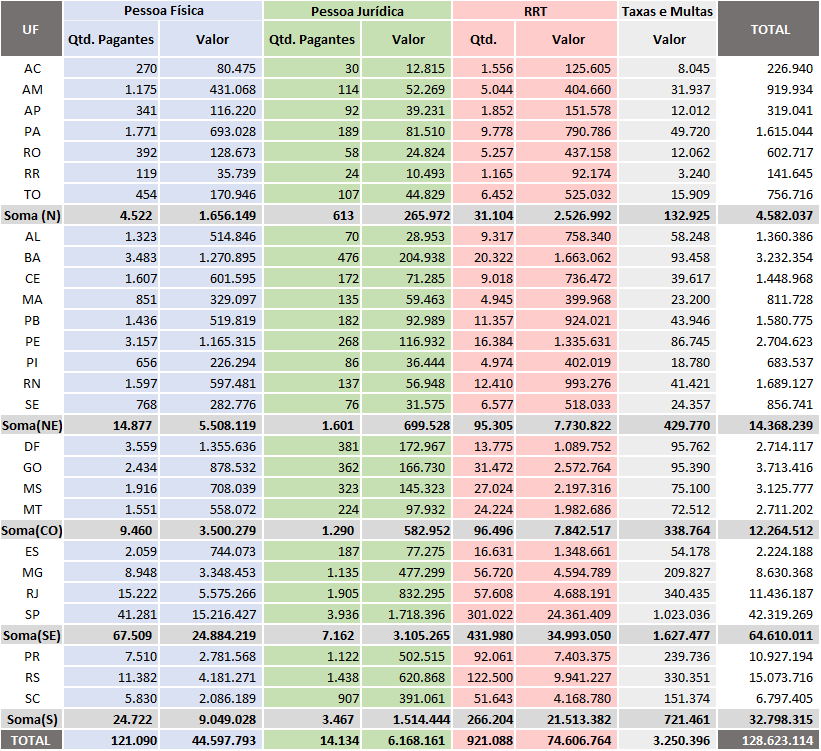 UF Pessoa Física Pessoa Jurídica RRT Taxas e Multas TOTAL
Qtd. Pagantes Valor Qtd. Pagantes Valor Qtd. Valor Valor
AC 270 80.475 30 12.815 1.556 125.605 8.045 226.940
AM 1.175 431.068 114 52.269 5.044 404.660 31.937 919.934
AP 341 116.220 92 39.231 1.852 151.578 12.012 319.041
PA 1.771 693.028 189 81.510 9.778 790.786 49.720 1.615.044
RO 392 128.673 58 24.824 5.257 437.158 12.062 602.717
RR 119 35.739 24 10.493 1.165 92.174 3.240 141.645
TO 454 170.946 107 44.829 6.452 525.032 15.909 756.716
Soma (N) 4.522 1.656.149 613 265.972 31.104 2.526.992 132.925 4.582.037
AL 1.323 514.846 70 28.953 9.317 758.340 58.248 1.360.386
BA 3.483 1.270.895 476 204.938 20.322 1.663.062 93.458 3.232.354
CE 1.607 601.595 172 71.285 9.018 736.472 39.617 1.448.968
MA 851 329.097 135 59.463 4.945 399.968 23.200 811.728
PB 1.436 519.819 182 92.989 11.357 924.021 43.946 1.580.775
PE 3.157 1.165.315 268 116.932 16.384 1.335.631 86.745 2.704.623
PI 656 226.294 86 36.444 4.974 402.019 18.780 683.537
RN 1.597 597.481 137 56.948 12.410 993.276 41.421 1.689.127
SE 768 282.776 76 31.575 6.577 518.033 24.357 856.741
Soma(NE) 14.877 5.508.119 1.601 699.528 95.305 7.730.822 429.770 14.368.239
DF 3.559 1.355.636 381 172.967 13.775 1.089.752 95.762 2.714.117
GO 2.434 878.532 362 166.730 31.472 2.572.764 95.390 3.713.416
MS 1.916 708.039 323 145.323 27.024 2.197.316 75.100 3.125.777
MT 1.551 558.072 224 97.932 24.224 1.982.686 72.512 2.711.202
Soma(CO) 9.460 3.500.279 1.290 582.952 96.496 7.842.517 338.764 12.264.512
ES 2.059 744.073 187 77.275 16.631 1.348.661 54.178 2.224.188
MG 8.948 3.348.453 1.135 477.299 56.720 4.594.789 209.827 8.630.368
RJ 15.222 5.575.266 1.905 832.295 57.608 4.688.191 340.435 11.436.187
SP 41.281 15.216.427 3.936 1.718.396 301.022 24.361.409 1.023.036 42.319.269
Soma(SE) 67.509 24.884.219 7.162 3.105.265 431.980 34.993.050 1.627.477 64.610.011
PR 7.510 2.781.568 1.122 502.515 92.061 7.403.375 239.736 10.927.194
RS 11.382 4.181.271 1.438 620.868 122.500 9.941.227 330.351 15.073.716
SC 5.830 2.086.189 907 391.061 51.643 4.168.780 151.374 6.797.405
Soma(S) 24.722 9.049.028 3.467 1.514.444 266.204 21.513.382 721.461 32.798.315
TOTAL 121.090 44.597.793 14.134 6.168.161 921.088 74.606.764 3.250.396 128.623.114